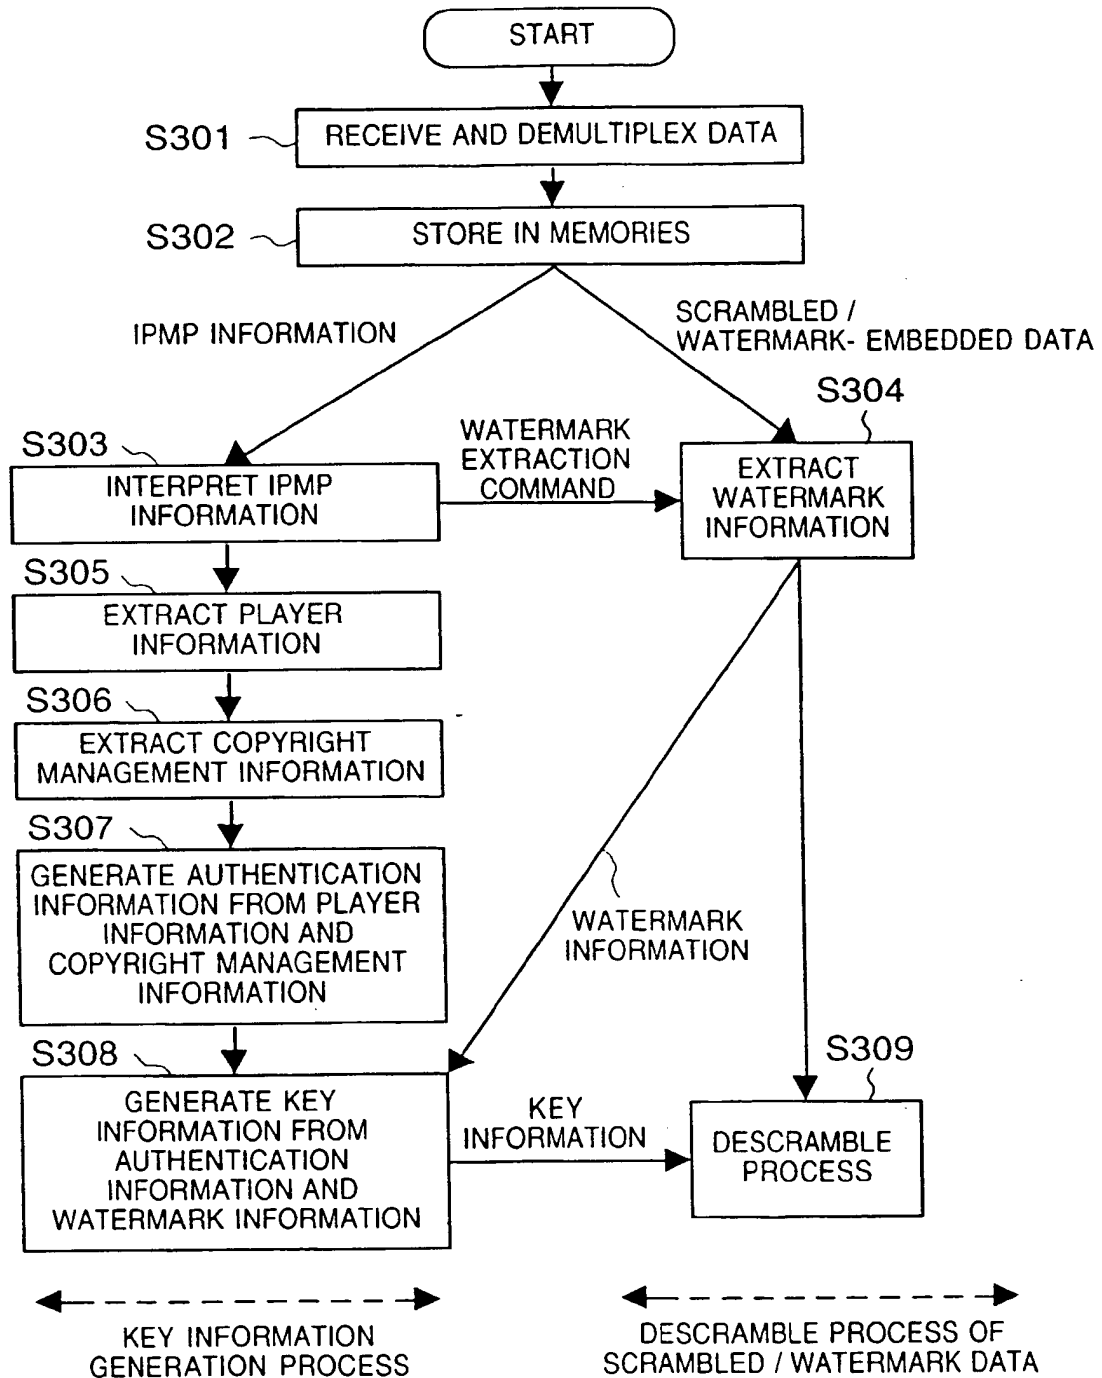 START
S301
RECEIVE AND DEMULTIPLEX DATA
S302
STORE IN MEMORIES
IPMP INFORMATION
SCRAMBLED /
WATERMARK- EMBEDDED DATA
S303
INTERPRET IPMP
INFORMATION
WATERMARK
EXTRACTION
COMMAND
S304
EXTRACT
WATERMARK
INFORMATION
S305
EXTRACT PLAYER
INFORMATION
S306
EXTRACT COPYRIGHT
MANAGEMENT INFORMATION
S307
GENERATE AUTHENTICATION
INFORMATION FROM PLAYER
INFORMATION AND
COPYRIGHT MANAGEMENT
INFORMATION
WATERMARK
INFORMATION
S308
GENERATE KEY
INFORMATION FROM
AUTHENTICATION
INFORMATION AND
WATERMARK INFORMATION
KEY
INFORMATION
S309
DESCRAMBLE
PROCESS
KEY INFORMATION
GENERATION PROCESS
DESCRAMBLE PROCESS OF
SCRAMBLED / WATERMARK DATA